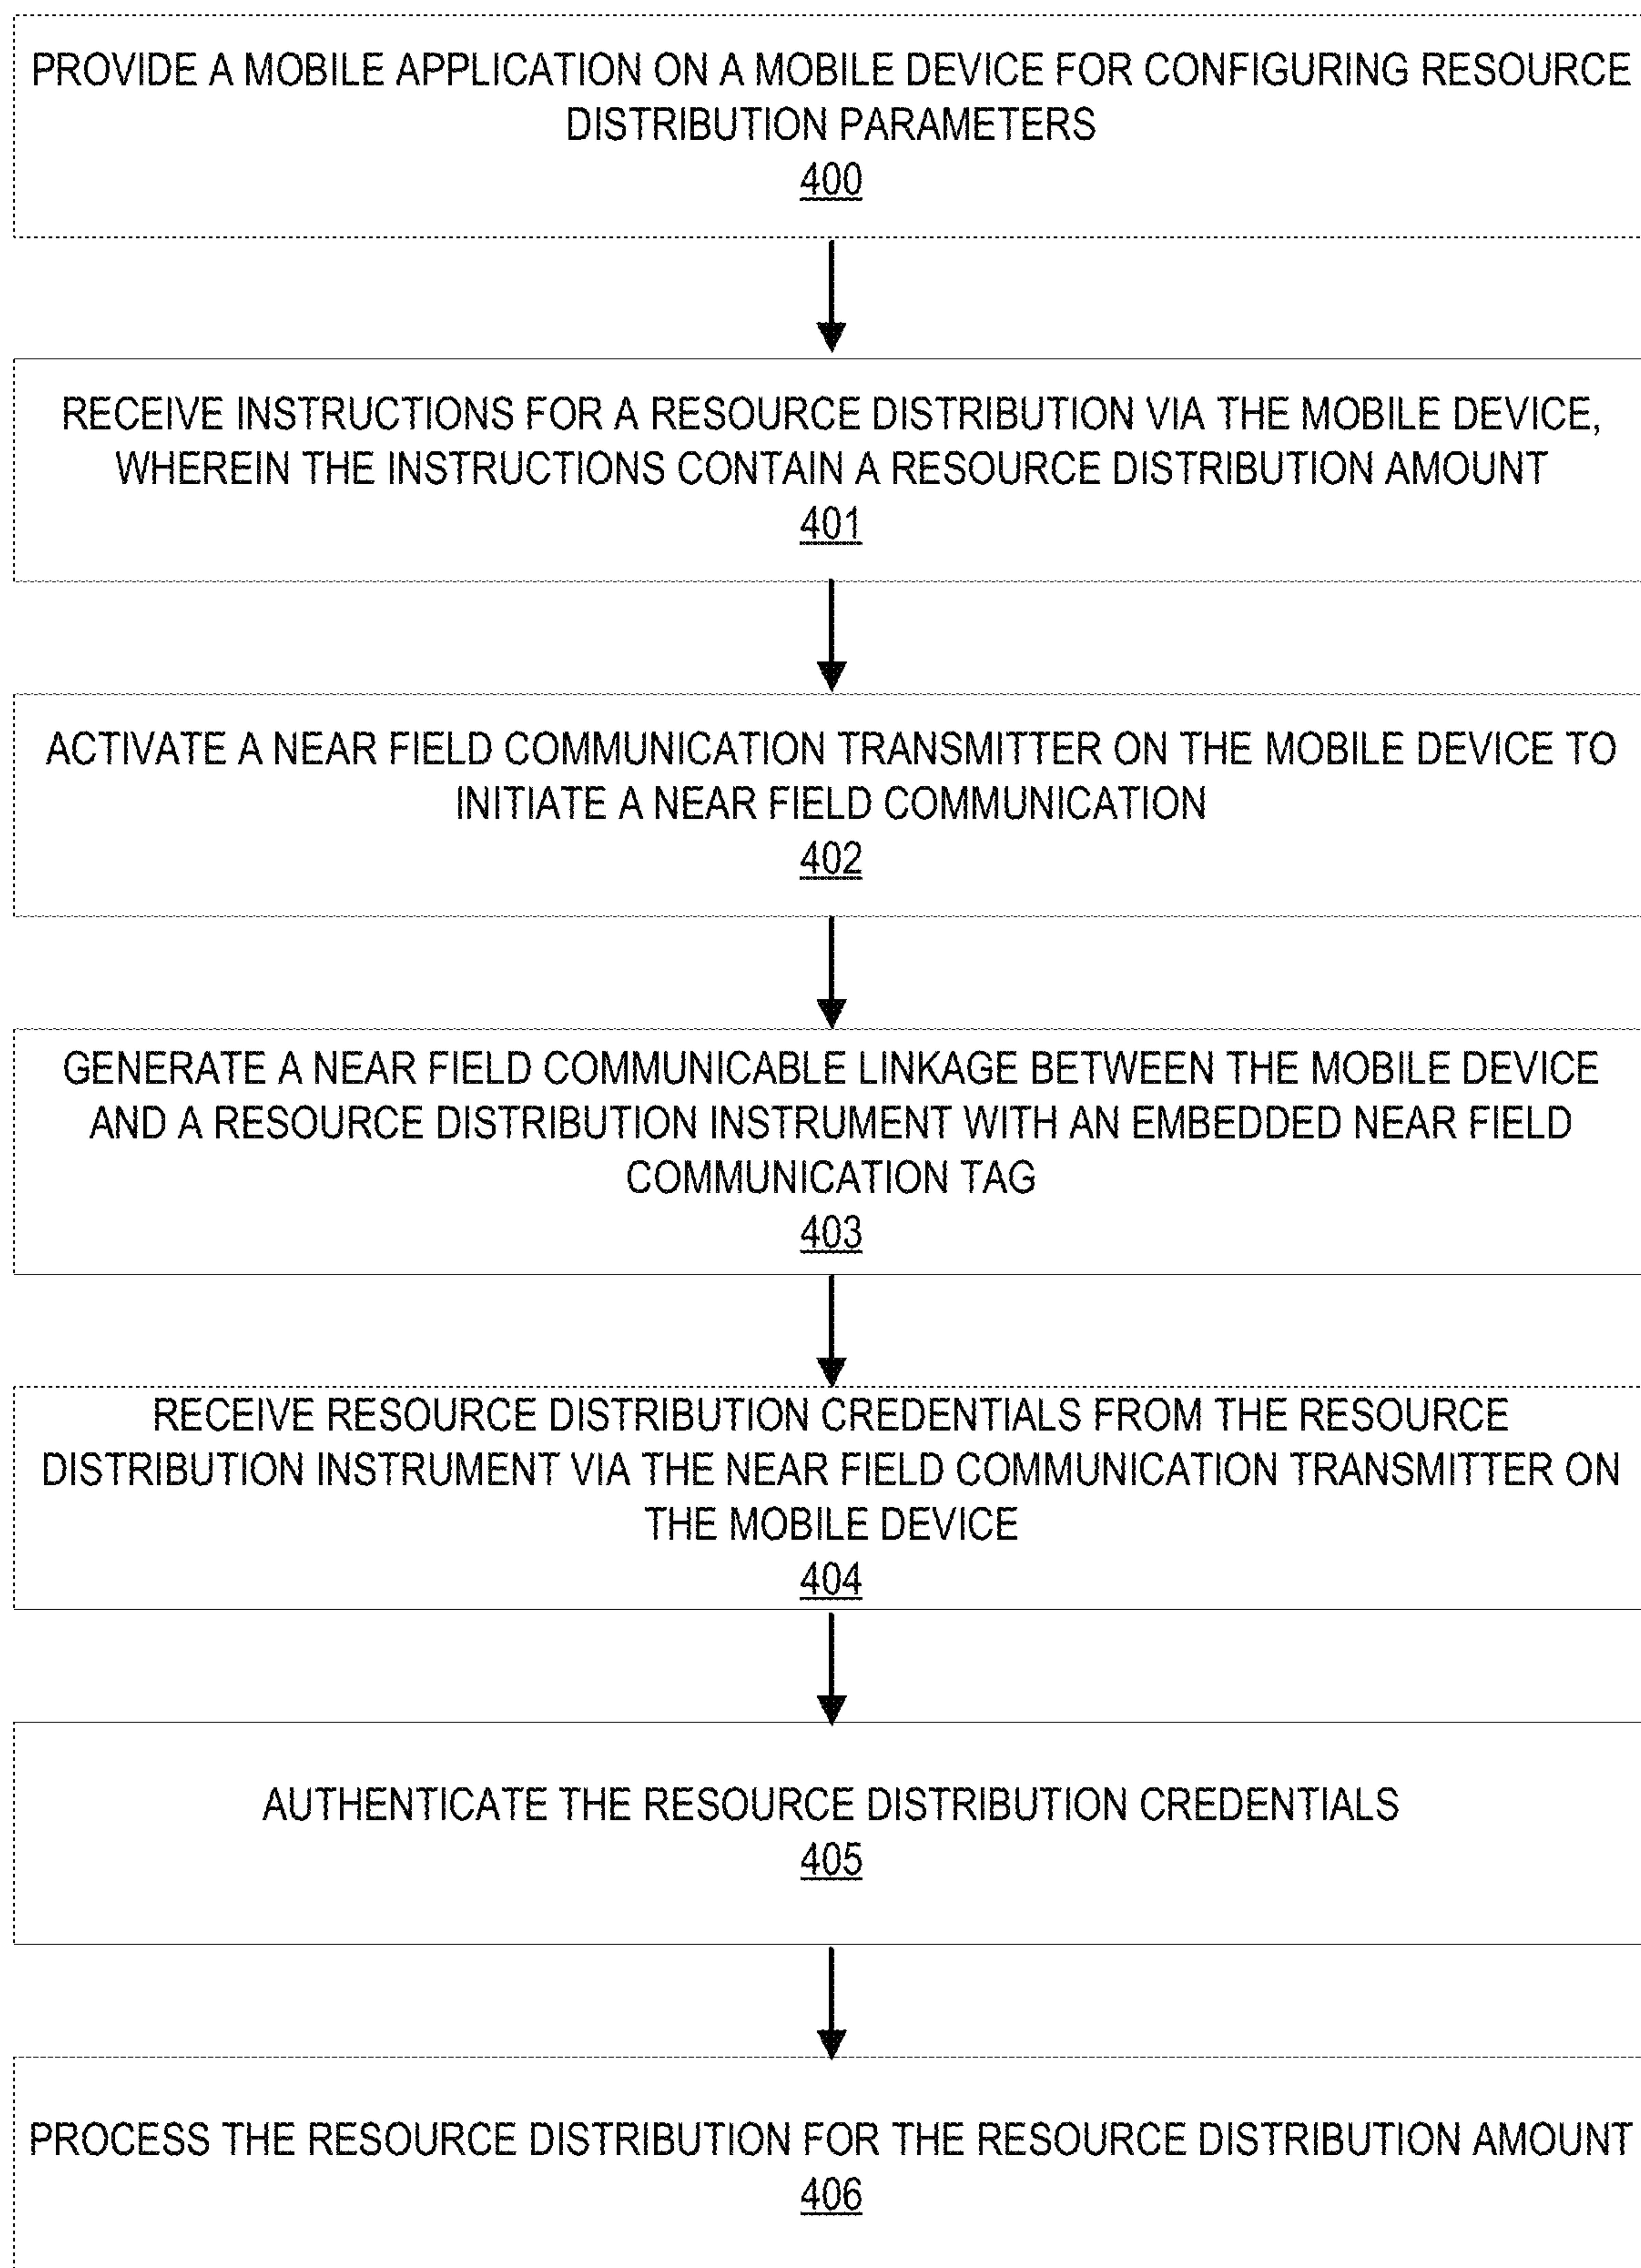 PROVIDE A MOBILE APPLICATION ON A MOBILE DEVICE FOR CONFIGURING RESOURCE
DISTRIBUTION PARAMETERS
400
RECEIVE INSTRUCTIONS FOR A RESOURCE DISTRIBUTION VIA THE MOBILE DEVICE,
WHEREIN THE INSTRUCTIONS CONTAIN A RESOURCE DISTRIBUTION AMOUNT
401
ACTIVATE A NEAR FIELD COMMUNICATION TRANSMITTER ON THE MOBILE DEVICE TO
INITIATE A NEAR FIELD COMMUNICATION
402
GENERATE A NEAR FIELD COMMUNICABLE LINKAGE BETWEEN THE MOBILE DEVICE
AND A RESOURCE DISTRIBUTION INSTRUMENT WITH AN EMBEDDED NEAR FIELD
COMMUNICATION TAG
403
RECEIVE RESOURCE DISTRIBUTION CREDENTIALS FROM THE RESOURCE
DISTRIBUTION INSTRUMENT VIA THE NEAR FIELD COMMUNICATION TRANSMITTER ON
THE MOBILE DEVICE
404
AUTHENTICATE THE RESOURCE DISTRIBUTION CREDENTIALS
405
PROCESS THE RESOURCE DISTRIBUTION FOR THE RESOURCE DISTRIBUTION AMOUNT
406